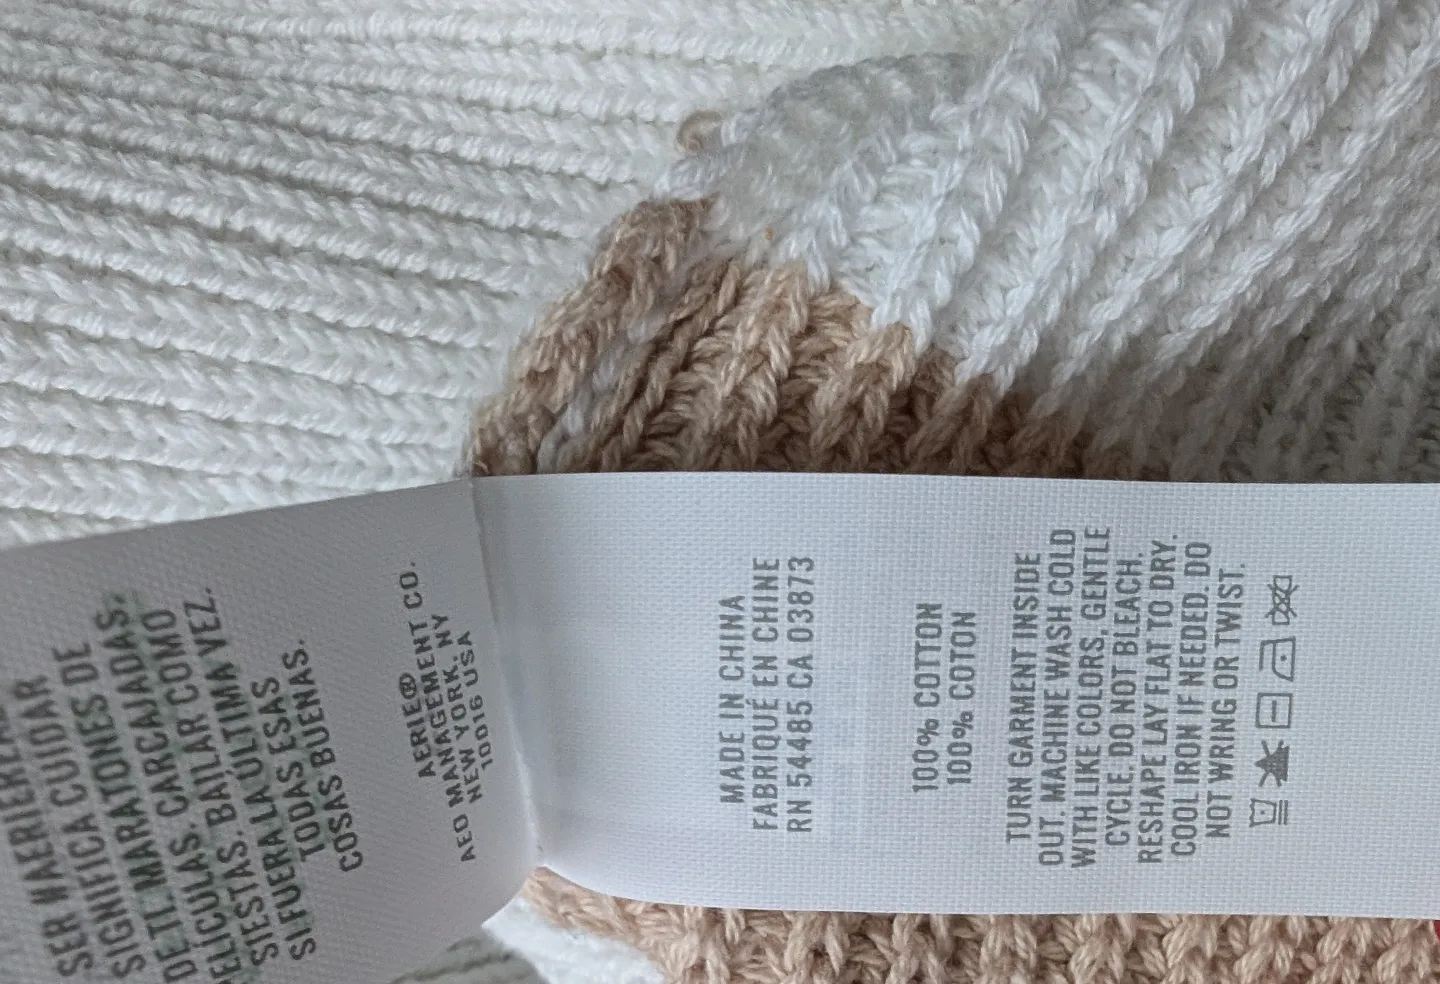 SER #AERIEREAL
SIGNIFICA CUIDAR
SIGMARATONES DE
DE TI. MARCAJADAS.
PELÍCULAS. CARCAJADAS.
SIESTAS. BAILAR COMO
SI FUERA LA ÚLTIMA VEZ.
TODAS ESAS
COSAS BUENAS.
AERIE®
AEO MANAGEMENT CO.
NEW YORK, NY
10016 USA
MADE IN CHINA
FABRIQUÉ EN CHINE
RN 54485 CA 03873
100% COTTON
100% COTON
TURN GARMENT INSIDE
OUT. MACHINE WASH COLD
WITH LIKE COLORS, GENTLE
CYCLE. DO NOT BLEACH.
RESHAPE LAY FLAT TO DRY.
COOL IRON IF NEEDED. DO
NOT WRING OR TWIST.